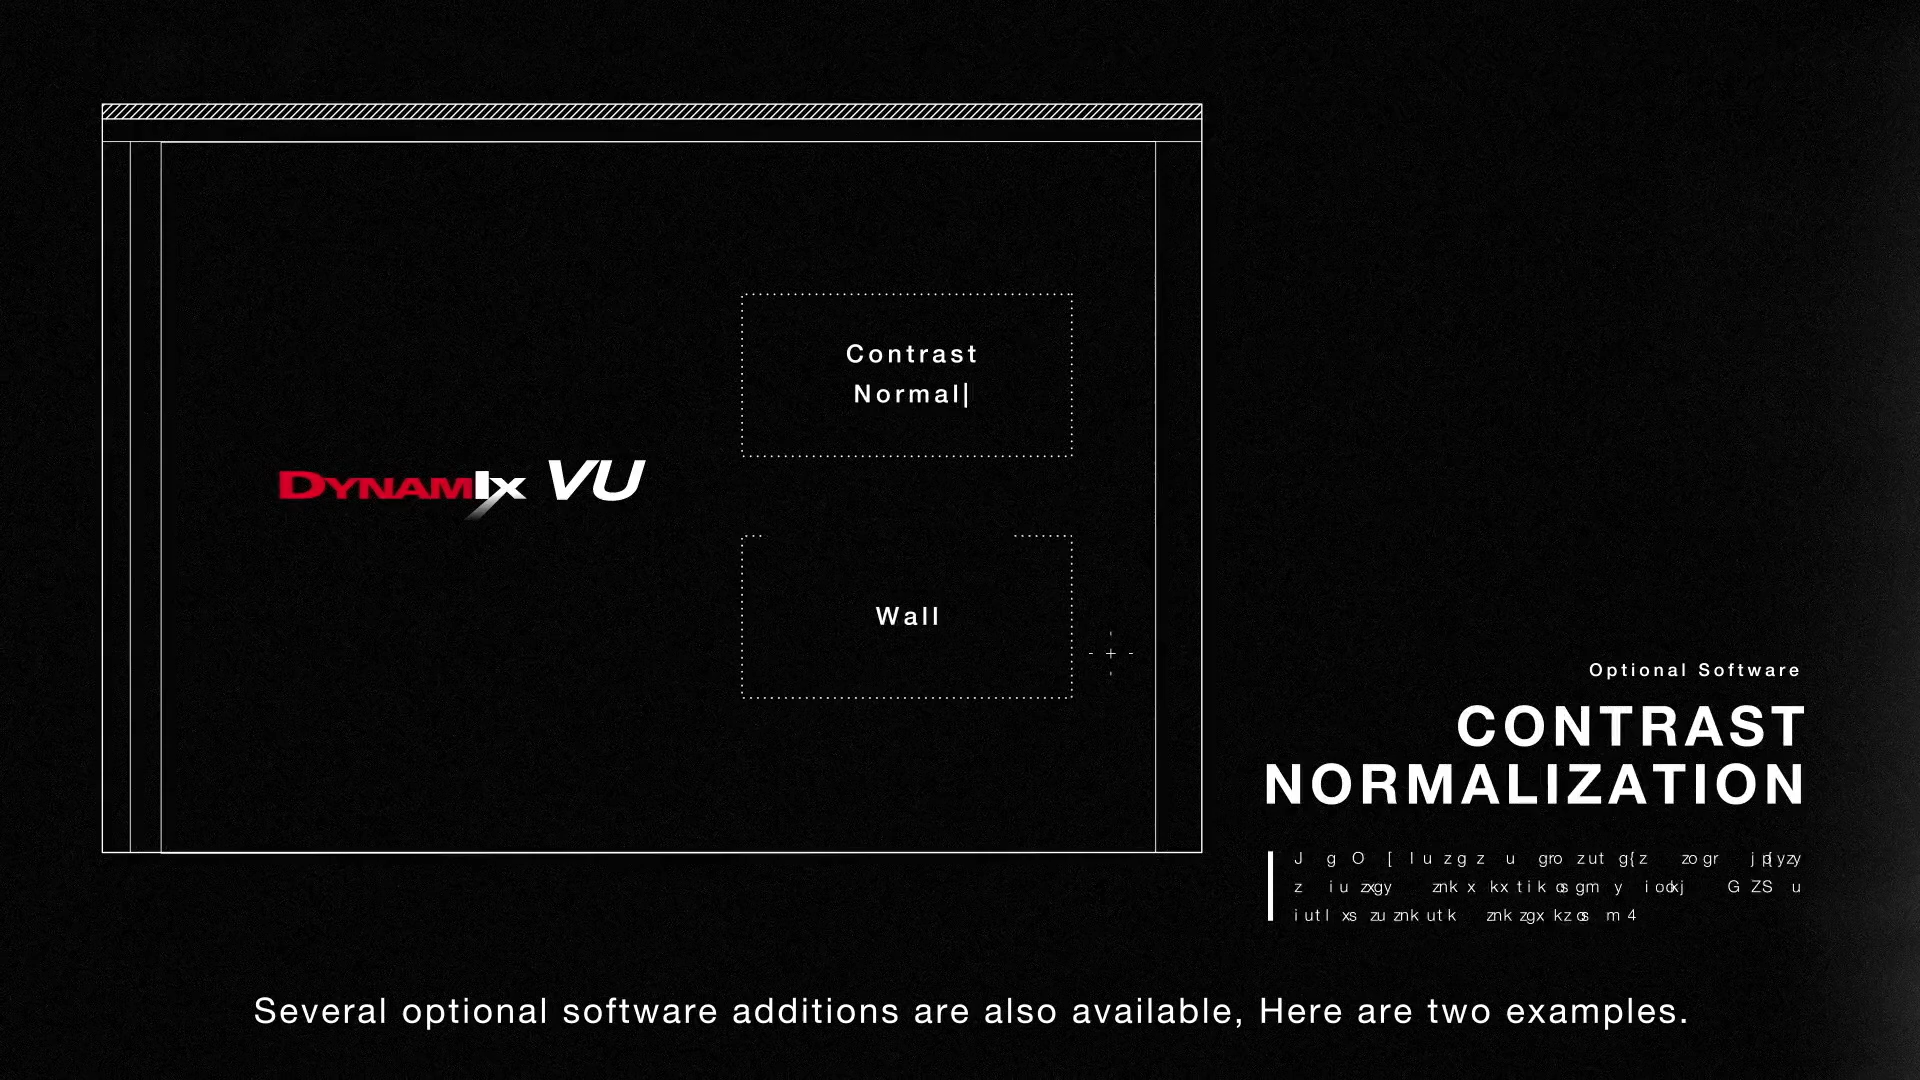 Contrast
Normal|
DYNAMIx VU
Wall
Optional Software
CONTRAST
NORMALIZATION
Several optional software additions are also available, Here are two examples.